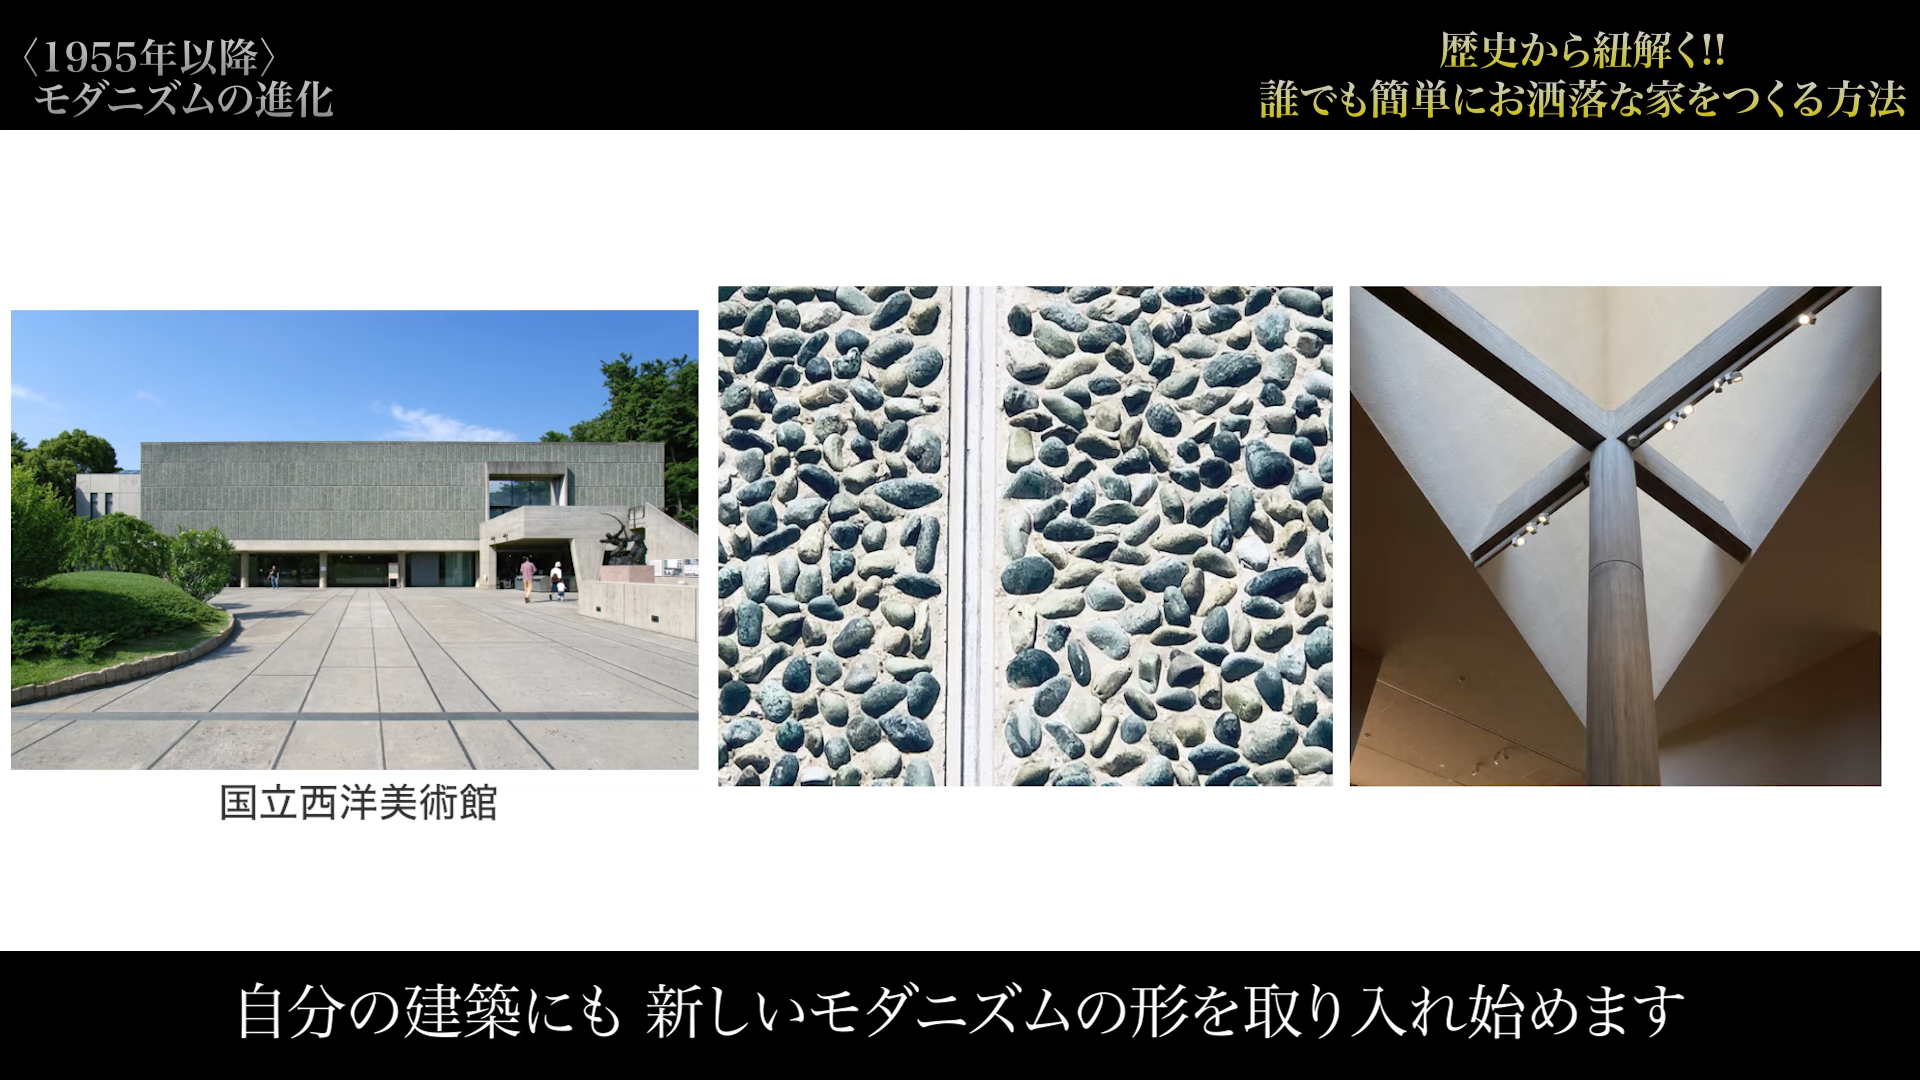 〈1955年以降〉
モダニズムの進化
歴史から紐解く!!
誰でも簡単にお洒落な家をつくる方法
国立西洋美術館
自分の建築にも 新しいモダニズムの形を取り入れ始めます